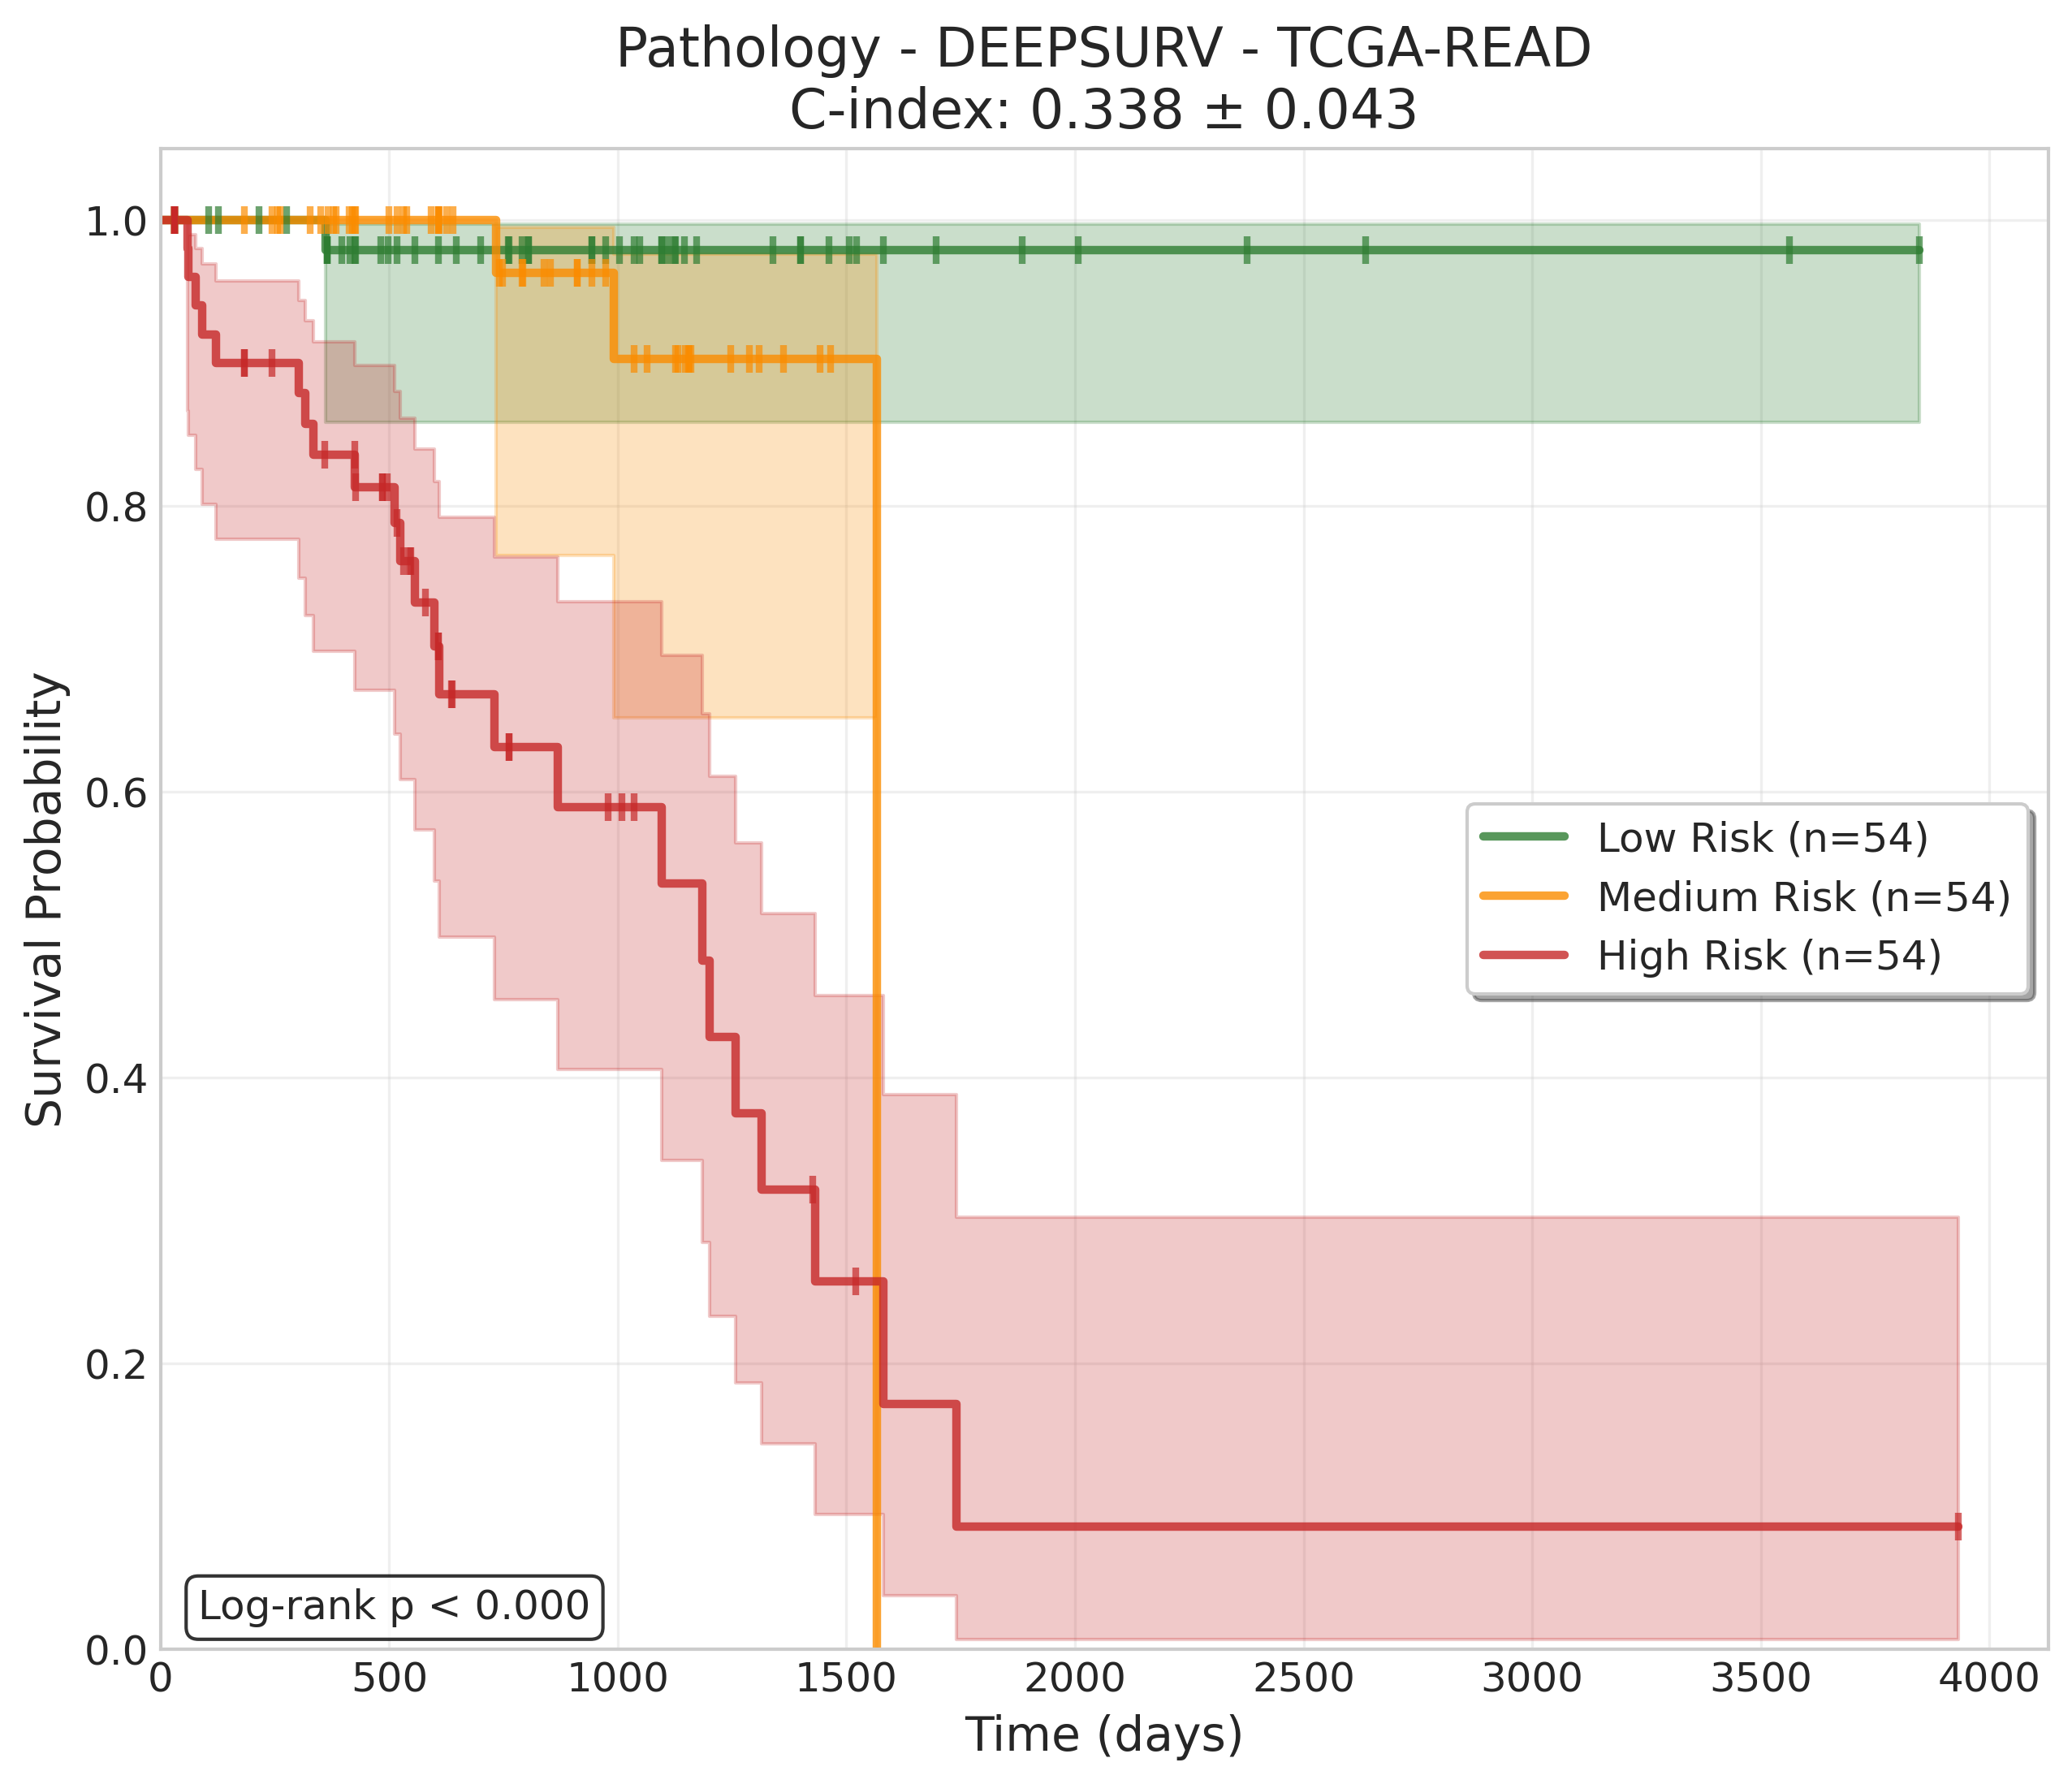 Pathology - DEEPSURV - TCGA-READ
C-index: 0.338 ± 0.043
Survival Probability
1.0
0.8
0.6
0.4
0.2
0.0
Low Risk (n=54)
Medium Risk (n=54)
High Risk (n=54)
Log-rank p < 0.000
0 500 1000 1500 2000 2500 3000 3500 4000
Time (days)